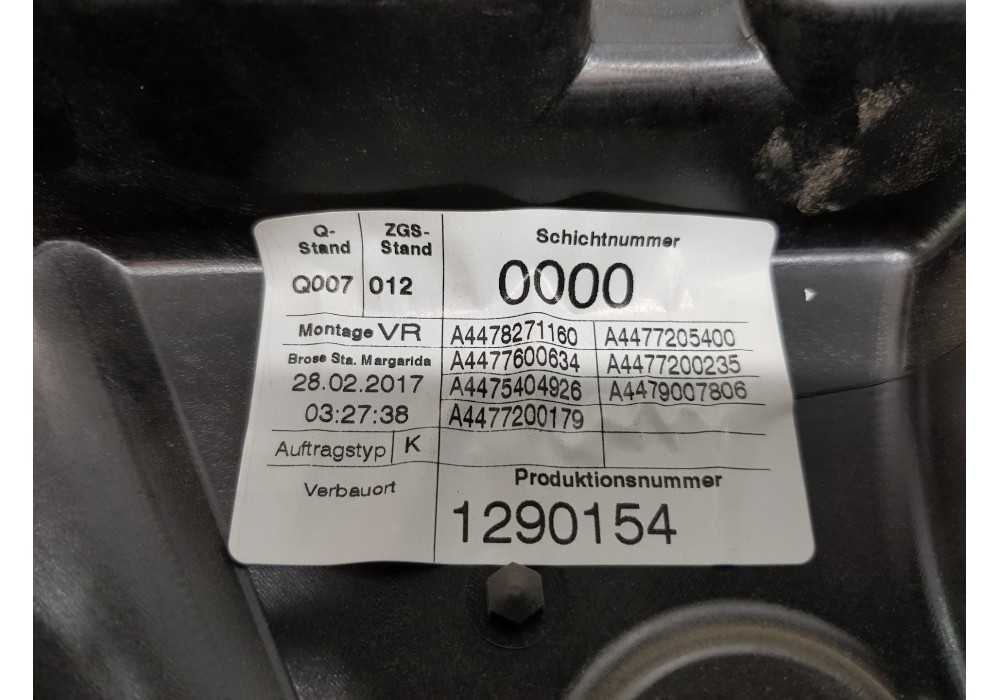 Q-Stand
ZGS-Stand
Schichtnummer
Q007
012
0000
Montage VR
A4478271160
A4477205400
Brose Sta. Margarida
A4477600634
A4477200235
28.02.2017
A4475404926
A4479007806
03:27:38
A4477200179
Auftragstyp
K
Verbauort
Produktionsnummer
1290154